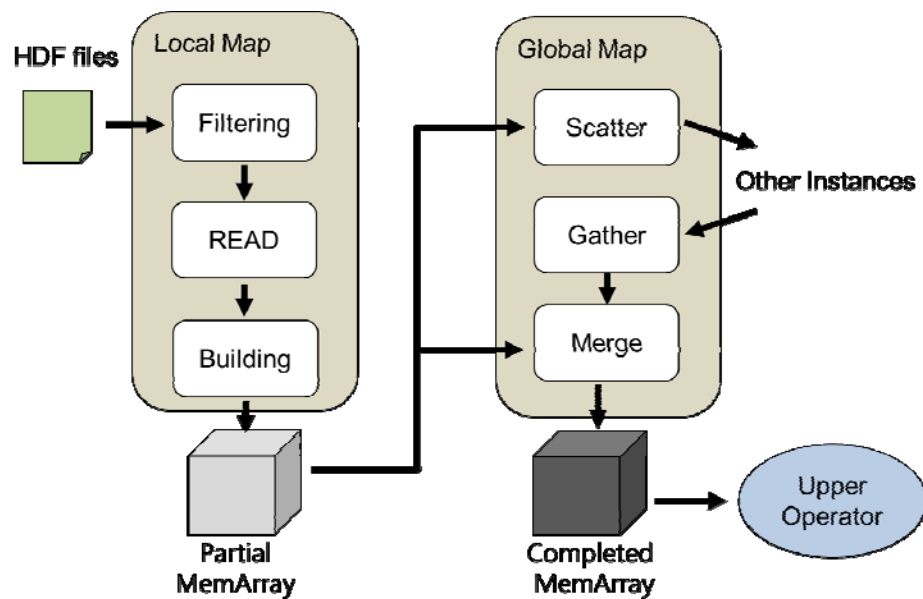 HDF files
Local Map
Filtering
READ
Building
Partial
MemArray
Global Map
Scatter
Other Instances
Gather
Merge
Completed
MemArray
Upper
Operator